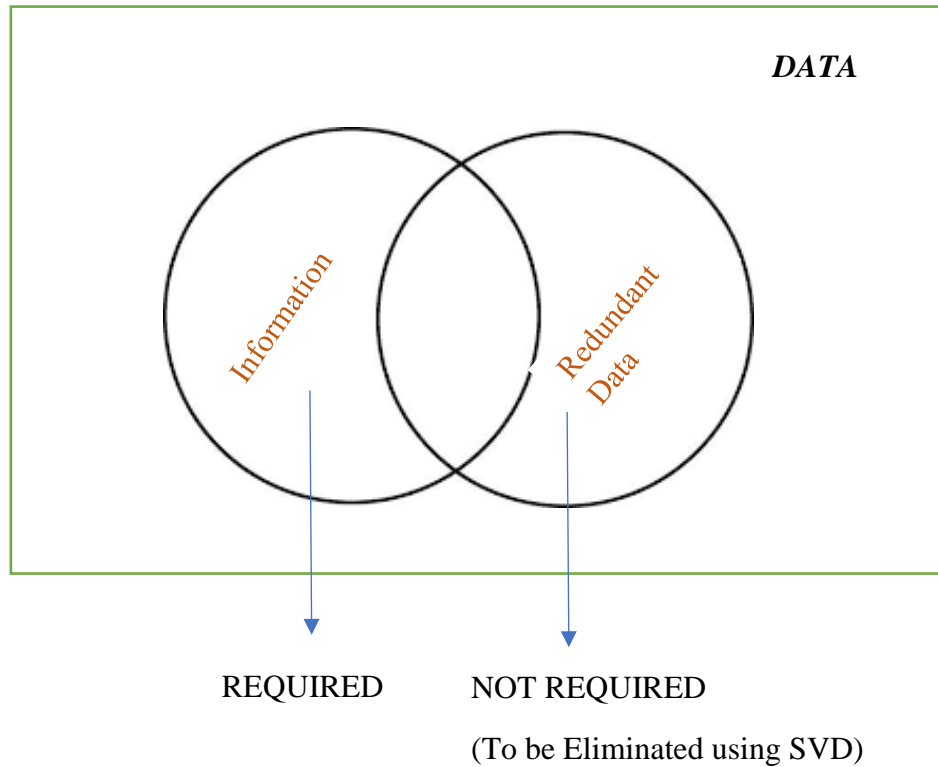 DATA
Information
Redundant
Data
REQUIRED
NOT REQUIRED
(To be Eliminated using SVD)